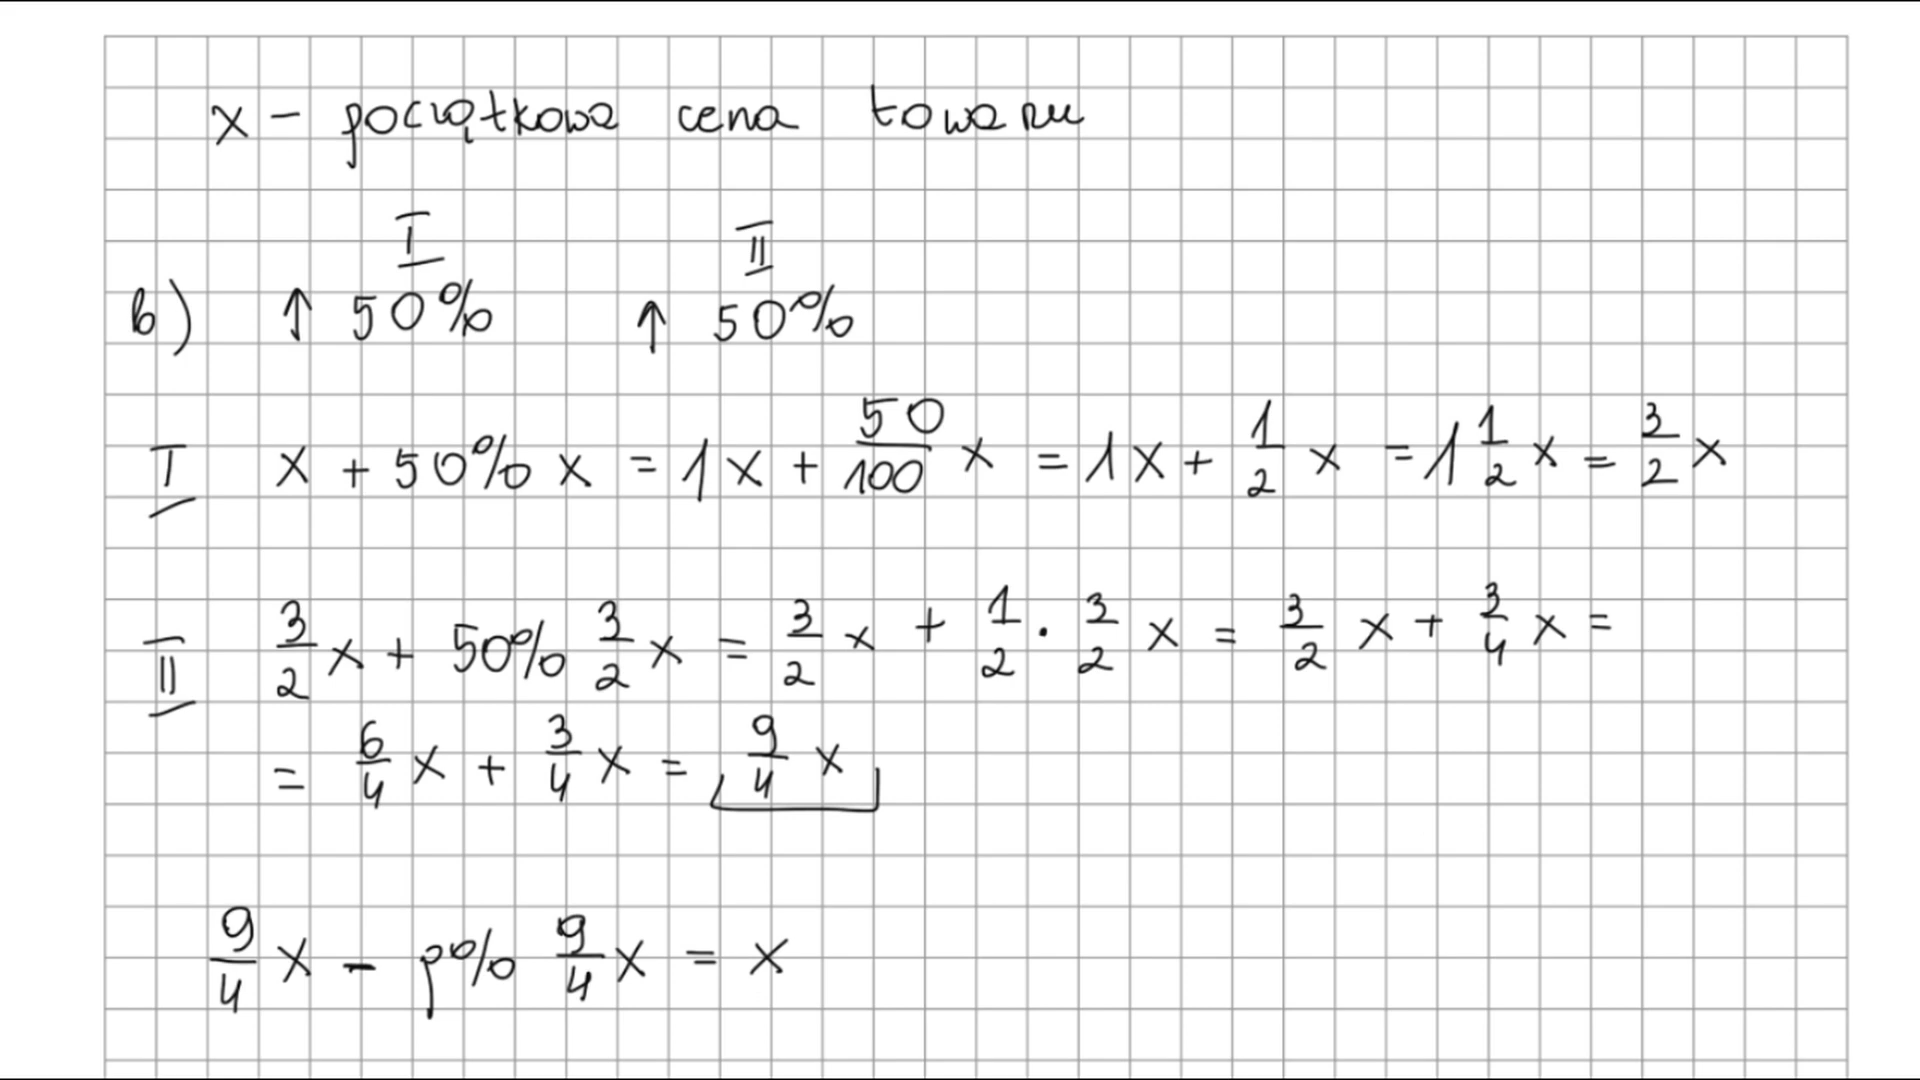 x - początkowa cena towaru
I II
b) ↑ 50% ↑ 50%
I x + 50% x = 1x + 50/100 x = 1x + 1/2 x = 1 1/2 x = 3/2 x
II 3/2 x + 50% 3/2 x = 3/2 x + 1/2 · 3/2 x = 3/2 x + 3/4 x =
= 6/4 x + 3/4 x = 9/4 x
9/4 x - p% 9/4 x = x